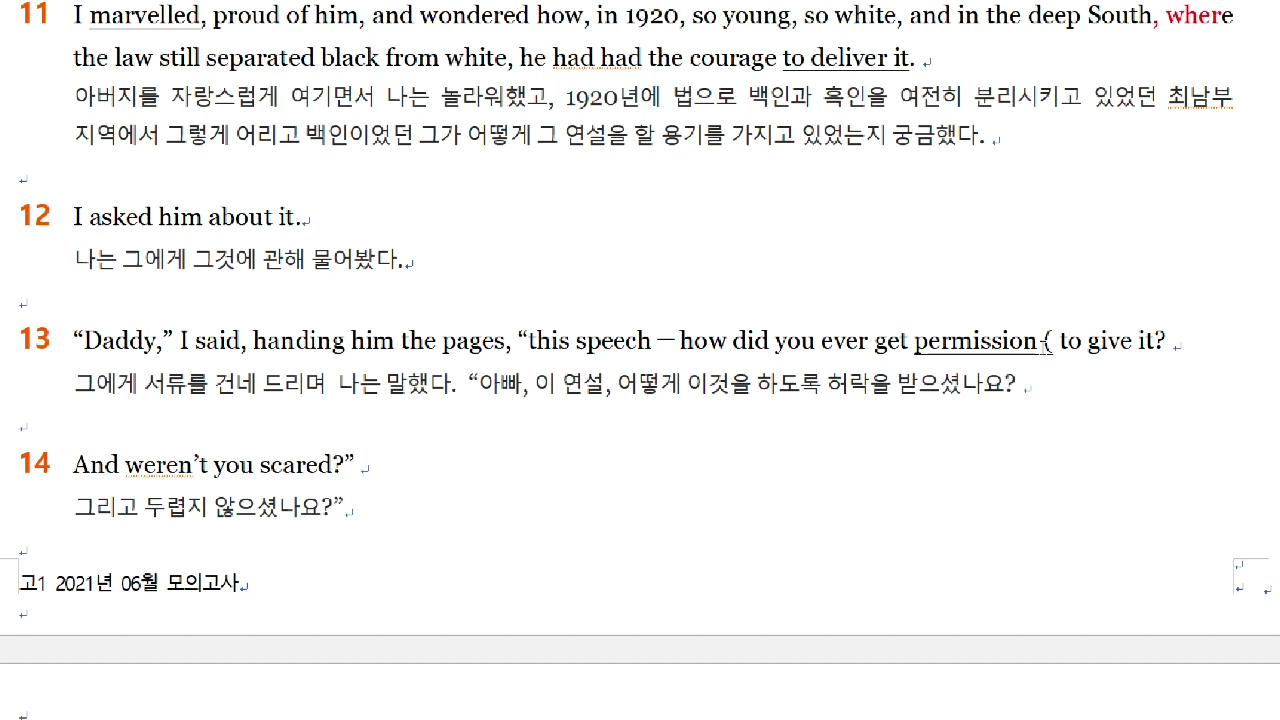 11 I marvelled, proud of him, and wondered how, in 1920, so young, so white, and in the deep South, where
the law still separated black from white, he had had the courage to deliver it.
아버지를 자랑스럽게 여기면서 나는 놀라워했고, 1920년에 법으로 백인과 흑인을 여전히 분리시키고 있었던 최남부
지역에서 그렇게 어리고 백인이었던 그가 어떻게 그 연설을 할 용기를 가지고 있었는지 궁금했다.
12 I asked him about it.
나는 그에게 그것에 관해 물어봤다.
13 “Daddy,” I said, handing him the pages, “this speech — how did you ever get permission ( to give it?
그에게 서류를 건네 드리며 나는 말했다. “아빠, 이 연설, 어떻게 이것을 하도록 허락을 받으셨나요?
14 And weren’t you scared?”
그리고 두렵지 않으셨나요?”
고1 2021년 06월 모의고사